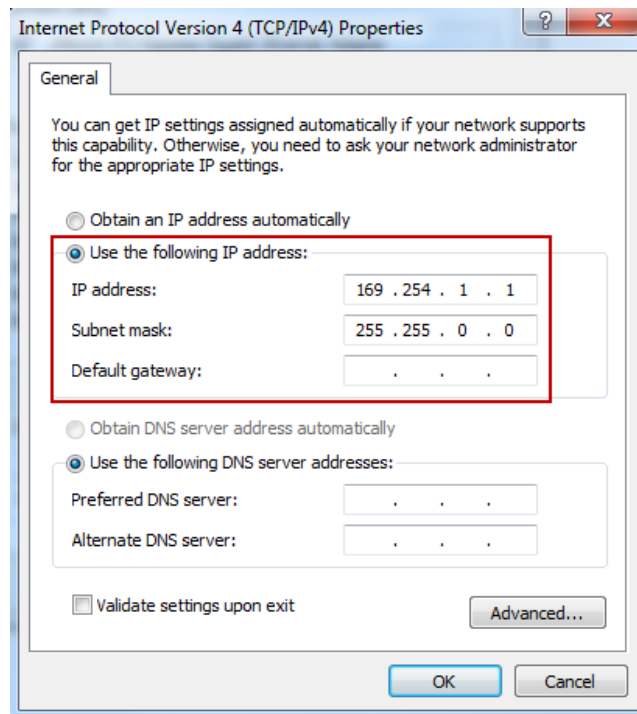 Internet Protocol Version 4 (TCP/IPv4) Properties
General
You can get IP settings assigned automatically if your network supports
this capability. Otherwise, you need to ask your network administrator
for the appropriate IP settings.
Obtain an IP address automatically
Use the following IP address:
IP address: 169 . 254 . 1 . 1
Subnet mask: 255 . 255 . 0 . 0
Default gateway: . . .
Obtain DNS server address automatically
Use the following DNS server addresses:
Preferred DNS server: . . .
Alternate DNS server: . . .
Validate settings upon exit
Advanced...
OK Cancel